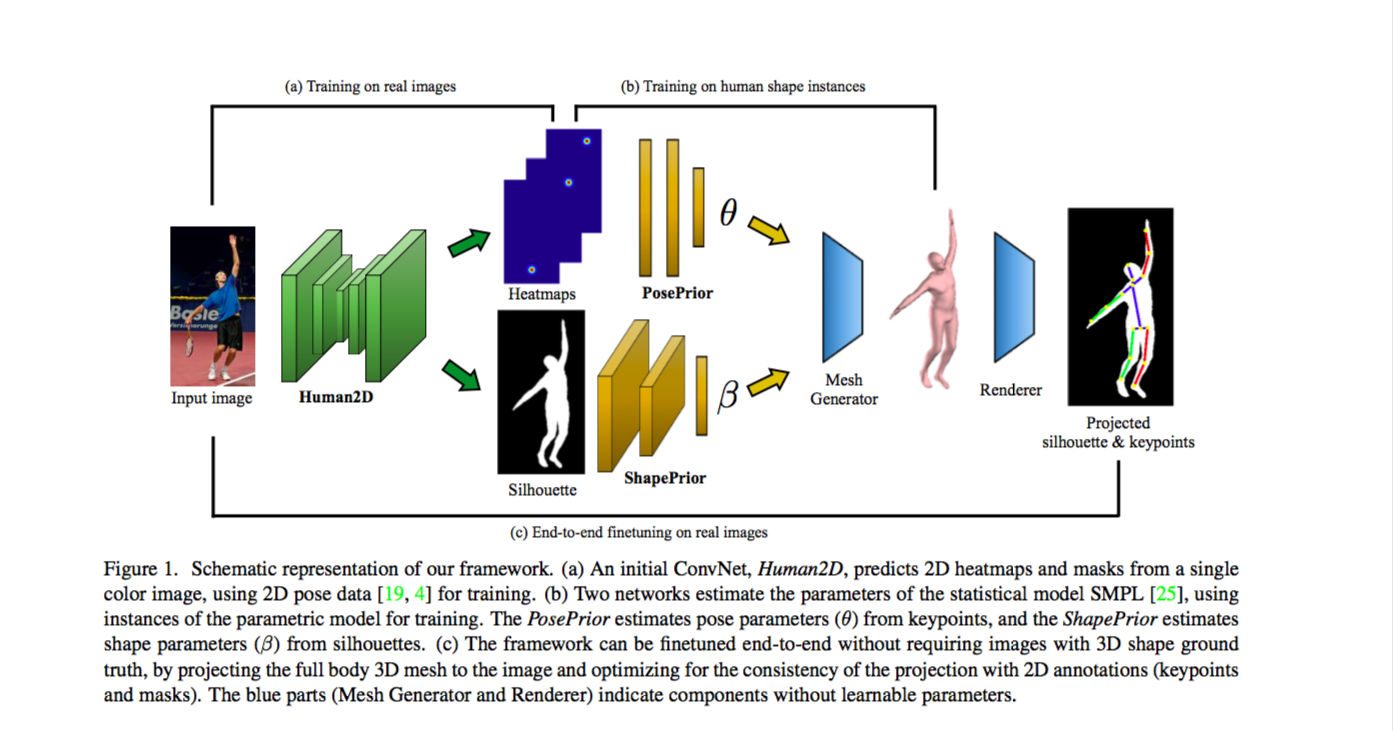 (a) Training on real images
(b) Training on human shape instances
θ
Heatmaps
PosePrior
Basle
Input image
Human2D
β
Mesh
Generator
Renderer
Projected
silhouette & keypoints
ShapePrior
Silhouette
(c) End-to-end finetuning on real images
Figure 1. Schematic representation of our framework. (a) An initial ConvNet, Human2D, predicts 2D heatmaps and masks from a single
color image, using 2D pose data [19, 4] for training. (b) Two networks estimate the parameters of the statistical model SMPL [25], using
instances of the parametric model for training. The PosePrior estimates pose parameters (θ) from keypoints, and the ShapePrior estimates
shape parameters (β) from silhouettes. (c) The framework can be finetuned end-to-end without requiring images with 3D shape ground
truth, by projecting the full body 3D mesh to the image and optimizing for the consistency of the projection with 2D annotations (keypoints
and masks). The blue parts (Mesh Generator and Renderer) indicate components without learnable parameters.